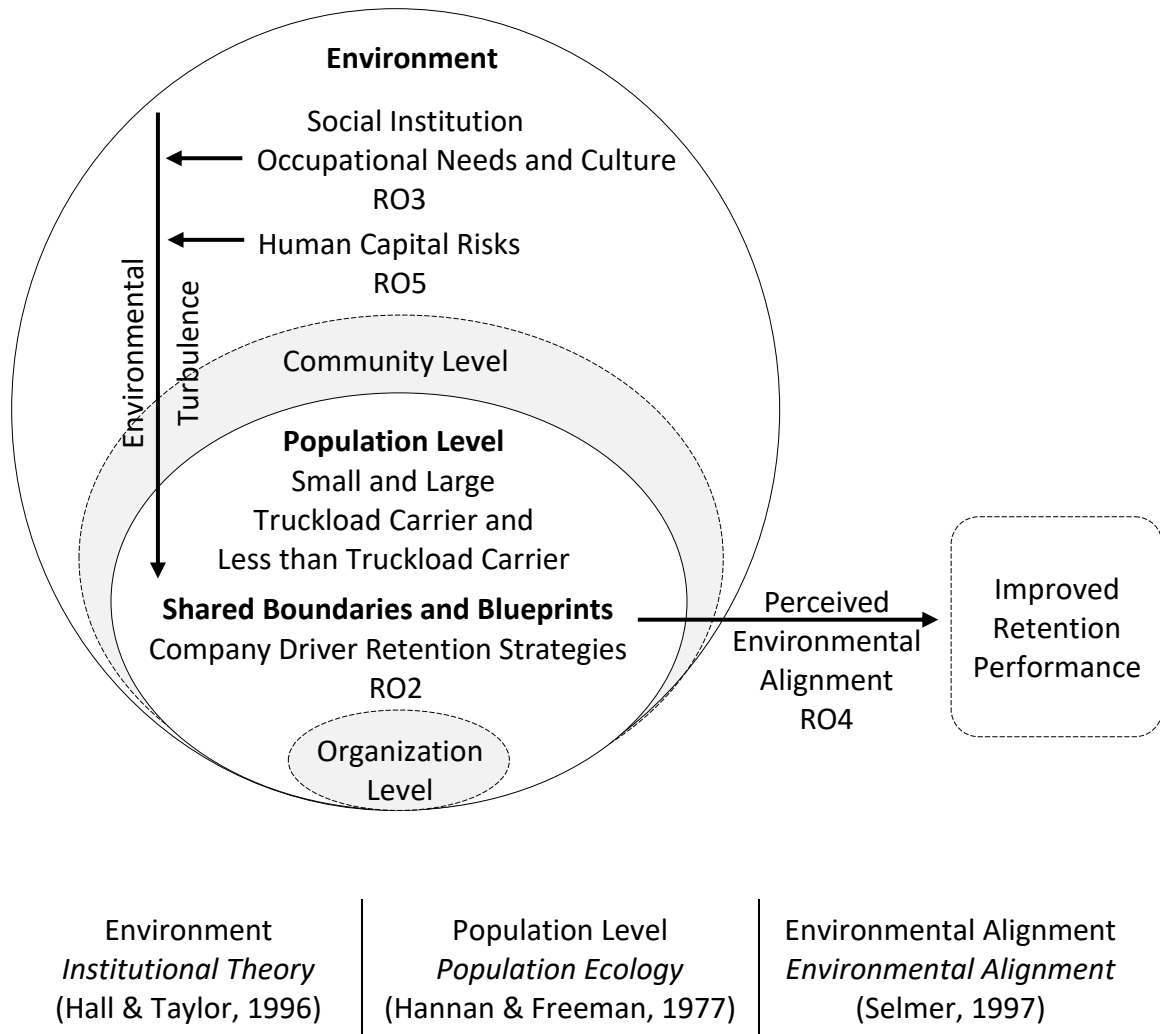 Environment
Social Institution
Occupational Needs and Culture
RO3
Human Capital Risks
RO5
Environmental
Turbulence
Community Level
Population Level
Small and Large
Truckload Carrier and
Less than Truckload Carrier
Shared Boundaries and Blueprints
Company Driver Retention Strategies
RO2
Organization
Level
Perceived
Environmental
Alignment
RO4
Improved
Retention
Performance
Environment
Institutional Theory
(Hall & Taylor, 1996)
Population Level
Population Ecology
(Hannan & Freeman, 1977)
Environmental Alignment
Environmental Alignment
(Selmer, 1997)